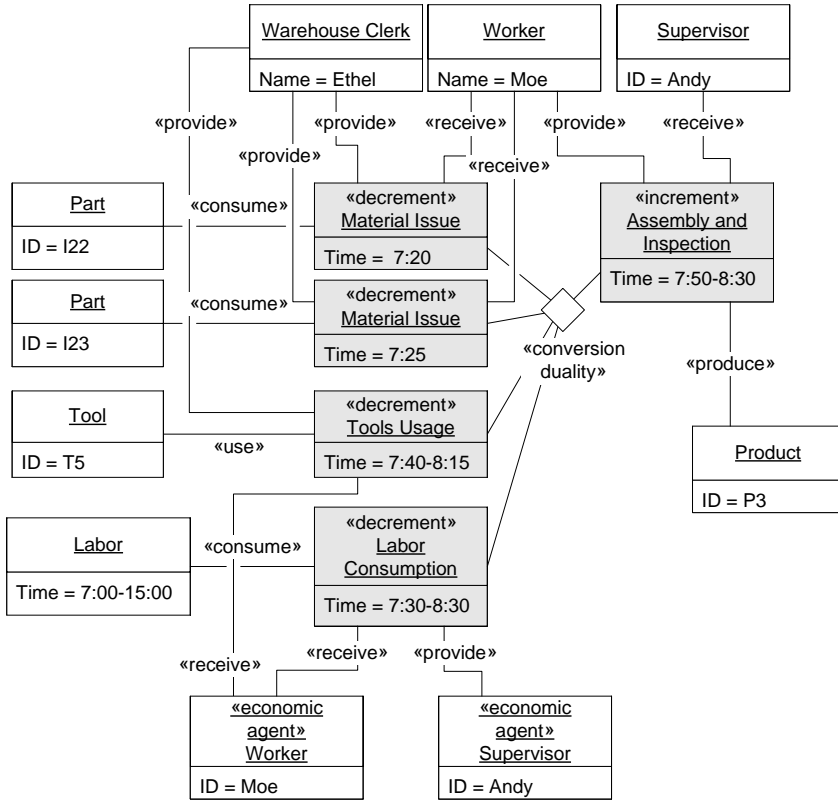 Warehouse Clerk
Name = Ethel
Worker
Name = Moe
Supervisor
ID = Andy
«provide»
«provide»
«provide»
«receive»
«receive»
«provide»
«receive»
Part
ID = I22
«consume»
«decrement»
Material Issue
Time =  7:20
«increment»
Assembly and
Inspection
Time = 7:50-8:30
Part
ID = I23
«consume»
«decrement»
Material Issue
Time = 7:25
«conversion
duality»
«produce»
Tool
ID = T5
«use»
«decrement»
Tools Usage
Time = 7:40-8:15
Product
ID = P3
Labor
Time = 7:00-15:00
«consume»
«decrement»
Labor
Consumption
Time = 7:30-8:30
«receive»
«receive»
«provide»
«economic
agent»
Worker
ID = Moe
«economic
agent»
Supervisor
ID = Andy